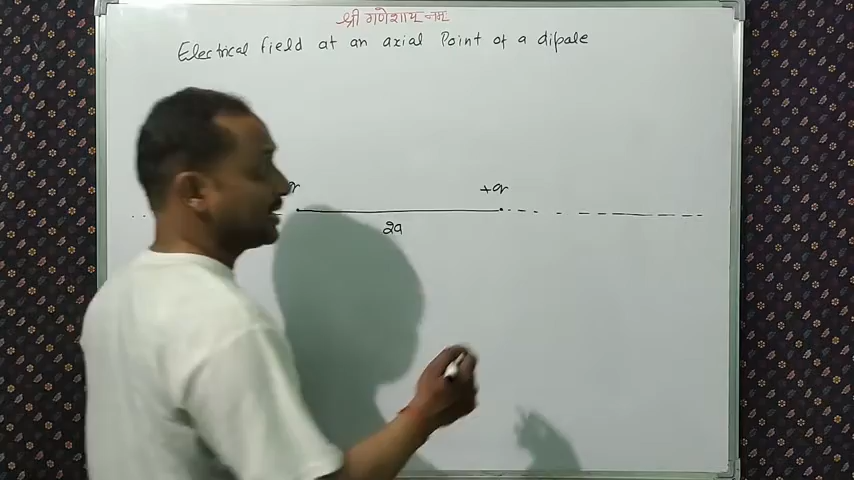 श्री गणेशाय नमः
Electrical field at an axial Point of a dipole
+q
2a